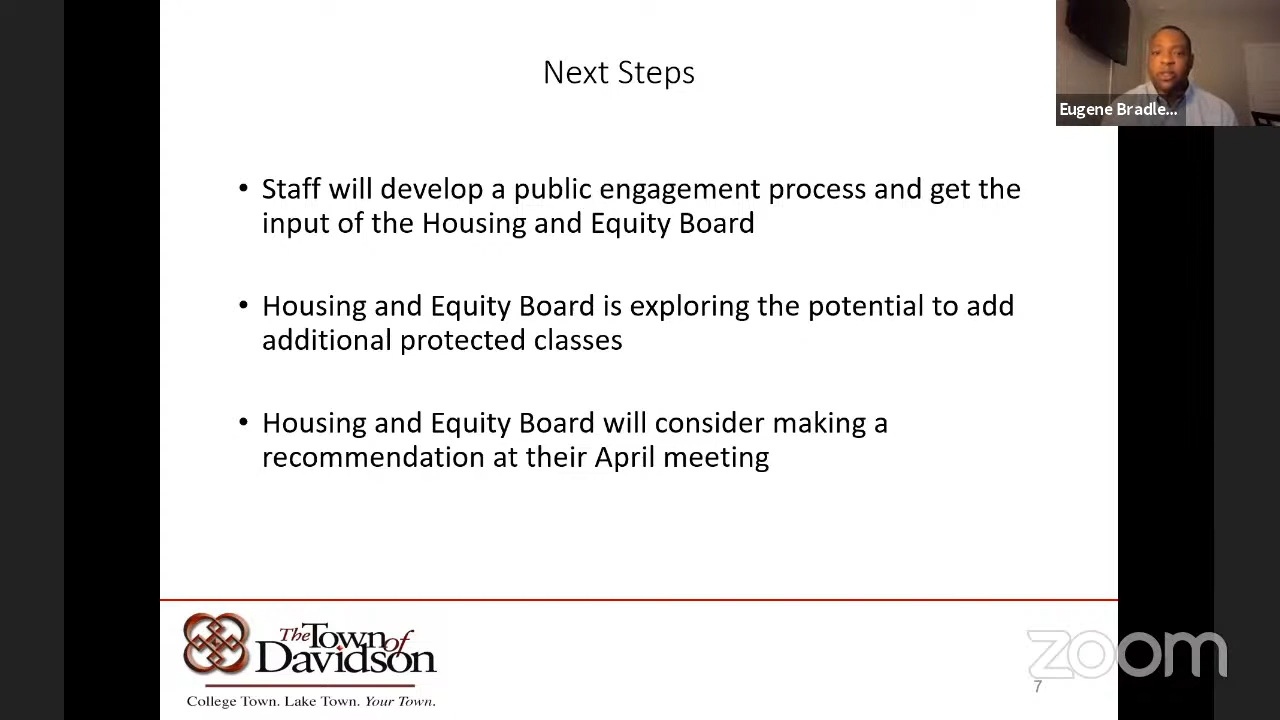 Next Steps
Eugene Bradle...
• Staff will develop a public engagement process and get the
input of the Housing and Equity Board
• Housing and Equity Board is exploring the potential to add
additional protected classes
• Housing and Equity Board will consider making a
recommendation at their April meeting
The Town of
Davidson
College Town. Lake Town. Your Town.
zoom
7